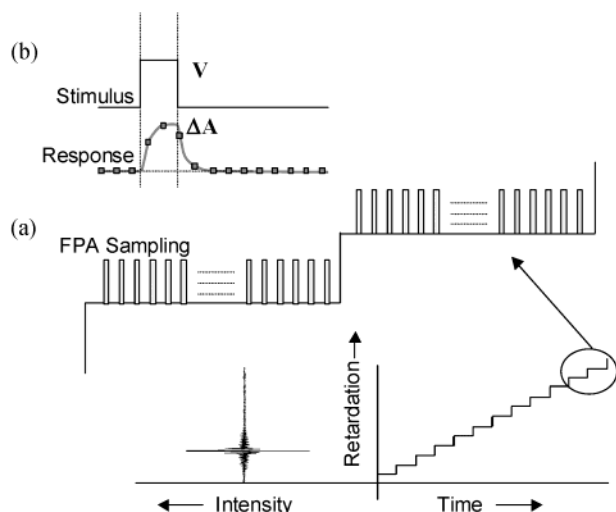 (b)
V
Stimulus
ΔA
Response
(a)
FPA Sampling
Retardation
Intensity
Time